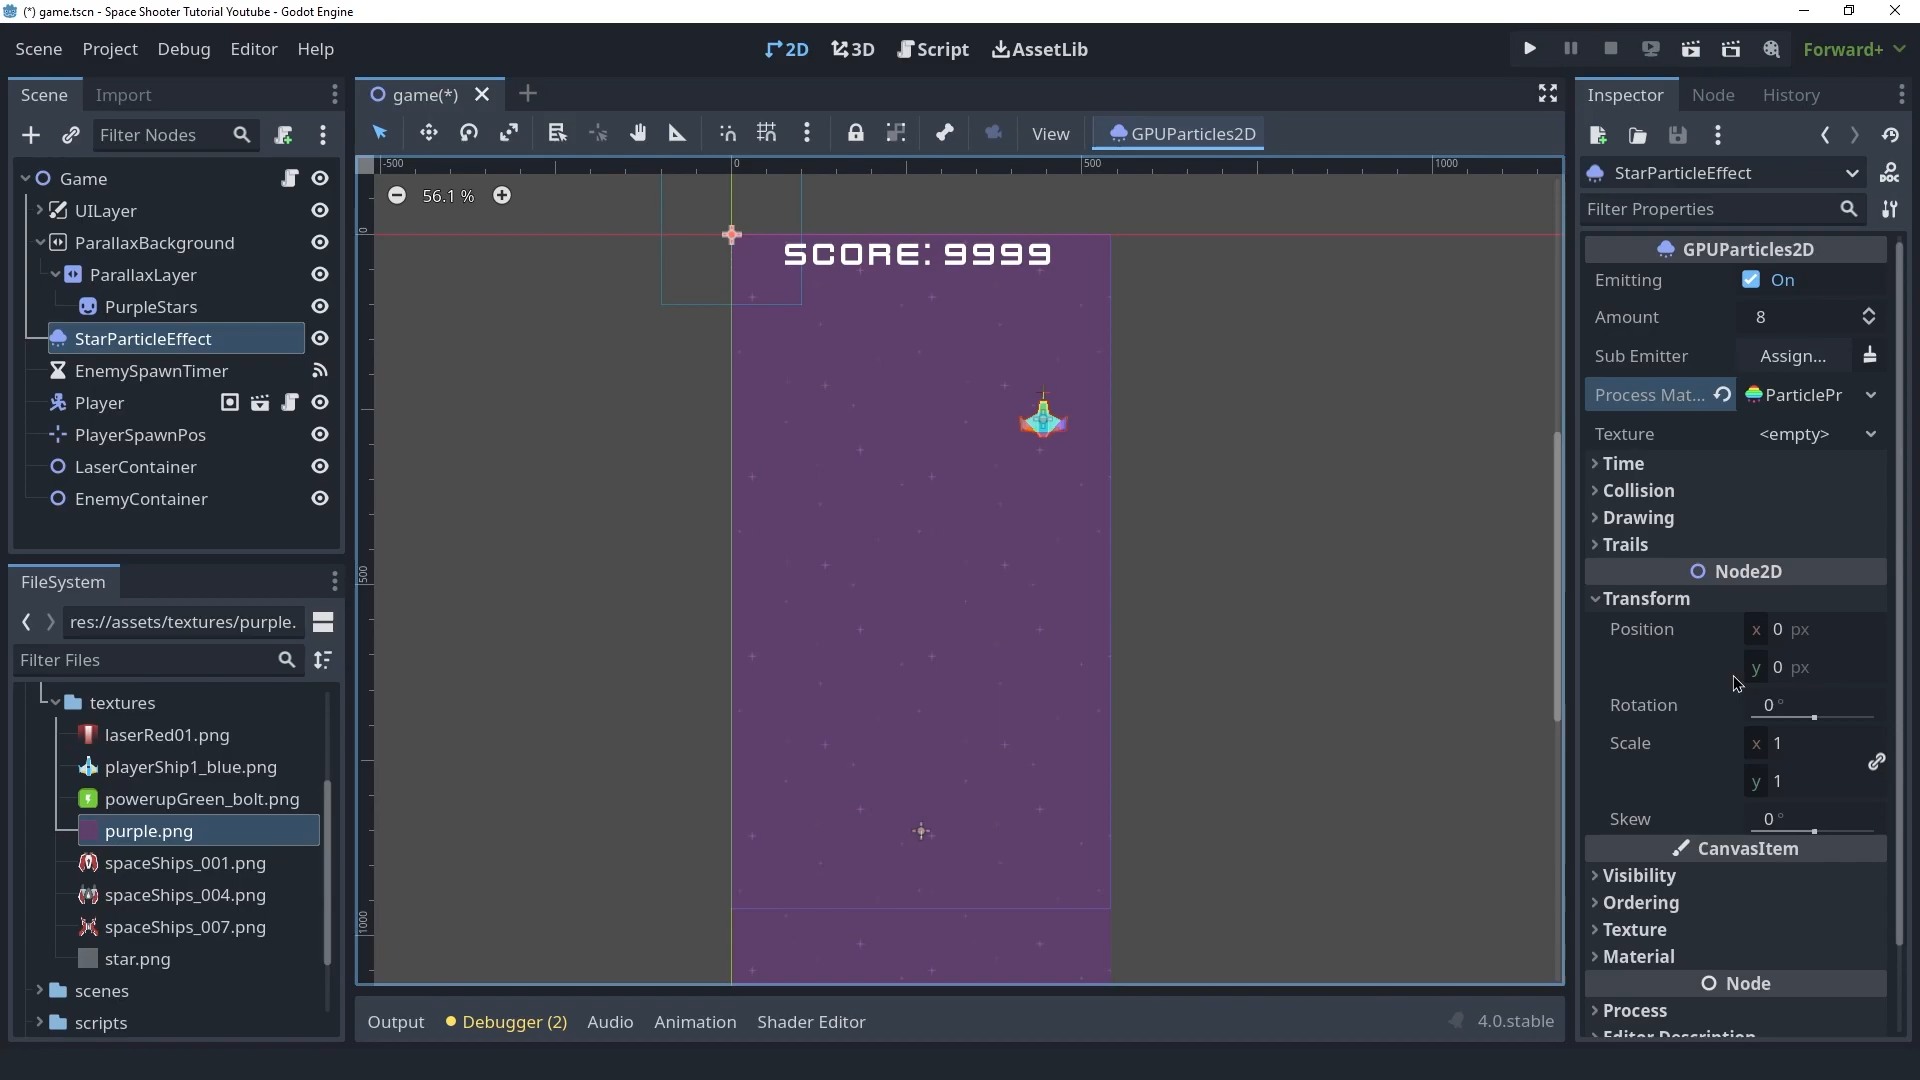 (*) game.tscn - Space Shooter Tutorial Youtube - Godot Engine
Scene Project Debug Editor Help
2D 3D Script AssetLib
Forward+
Scene Import
game(*)
Inspector Node History
Filter Nodes
View GPUParticles2D
-500 0 500 1000
StarParticleEffect
Game
56.1 %
Filter Properties
UILayer
ParallaxBackground
SCORE: 9999
GPUParticles2D
ParallaxLayer
Emitting On
PurpleStars
Amount 8
StarParticleEffect
Sub Emitter Assign...
EnemySpawnTimer
Process Mat... ParticlePr
Player
Texture <empty>
PlayerSpawnPos
Time
LaserContainer
Collision
EnemyContainer
Drawing
Trails
Node2D
FileSystem
Transform
res://assets/textures/purple.
Position x 0 px
Filter Files
y 0 px
textures
Rotation 0 °
laserRed01.png
Scale x 1
playerShip1_blue.png
y 1
powerupGreen_bolt.png
Skew 0 °
purple.png
CanvasItem
spaceShips_001.png
Visibility
spaceShips_004.png
Ordering
spaceShips_007.png
Texture
star.png
Material
scenes
Node
scripts
Process
Output Debugger (2) Audio Animation Shader Editor 4.0.stable
Editor Description
0
500
1000